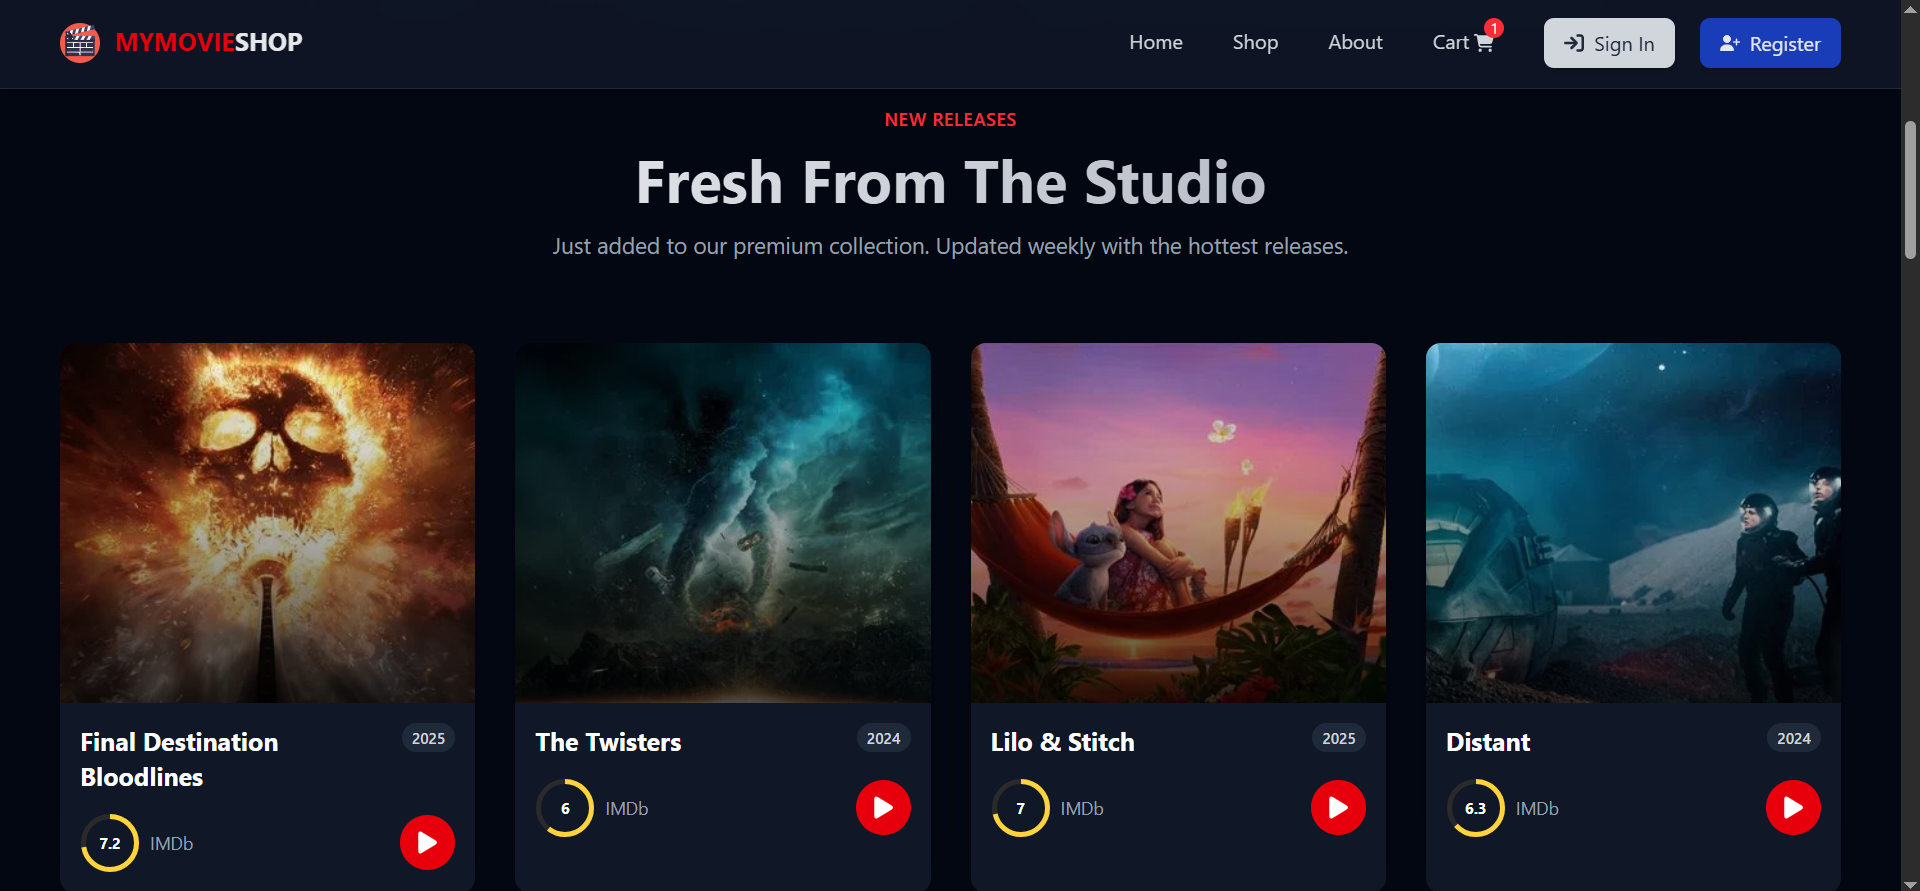 MYMOVIESHOP
Home Shop About Cart 1 Sign In Register
NEW RELEASES
Fresh From The Studio
Just added to our premium collection. Updated weekly with the hottest releases.
Final Destination Bloodlines
2025
7.2 IMDb
The Twisters
2024
6 IMDb
Lilo & Stitch
2025
7 IMDb
Distant
2024
6.3 IMDb